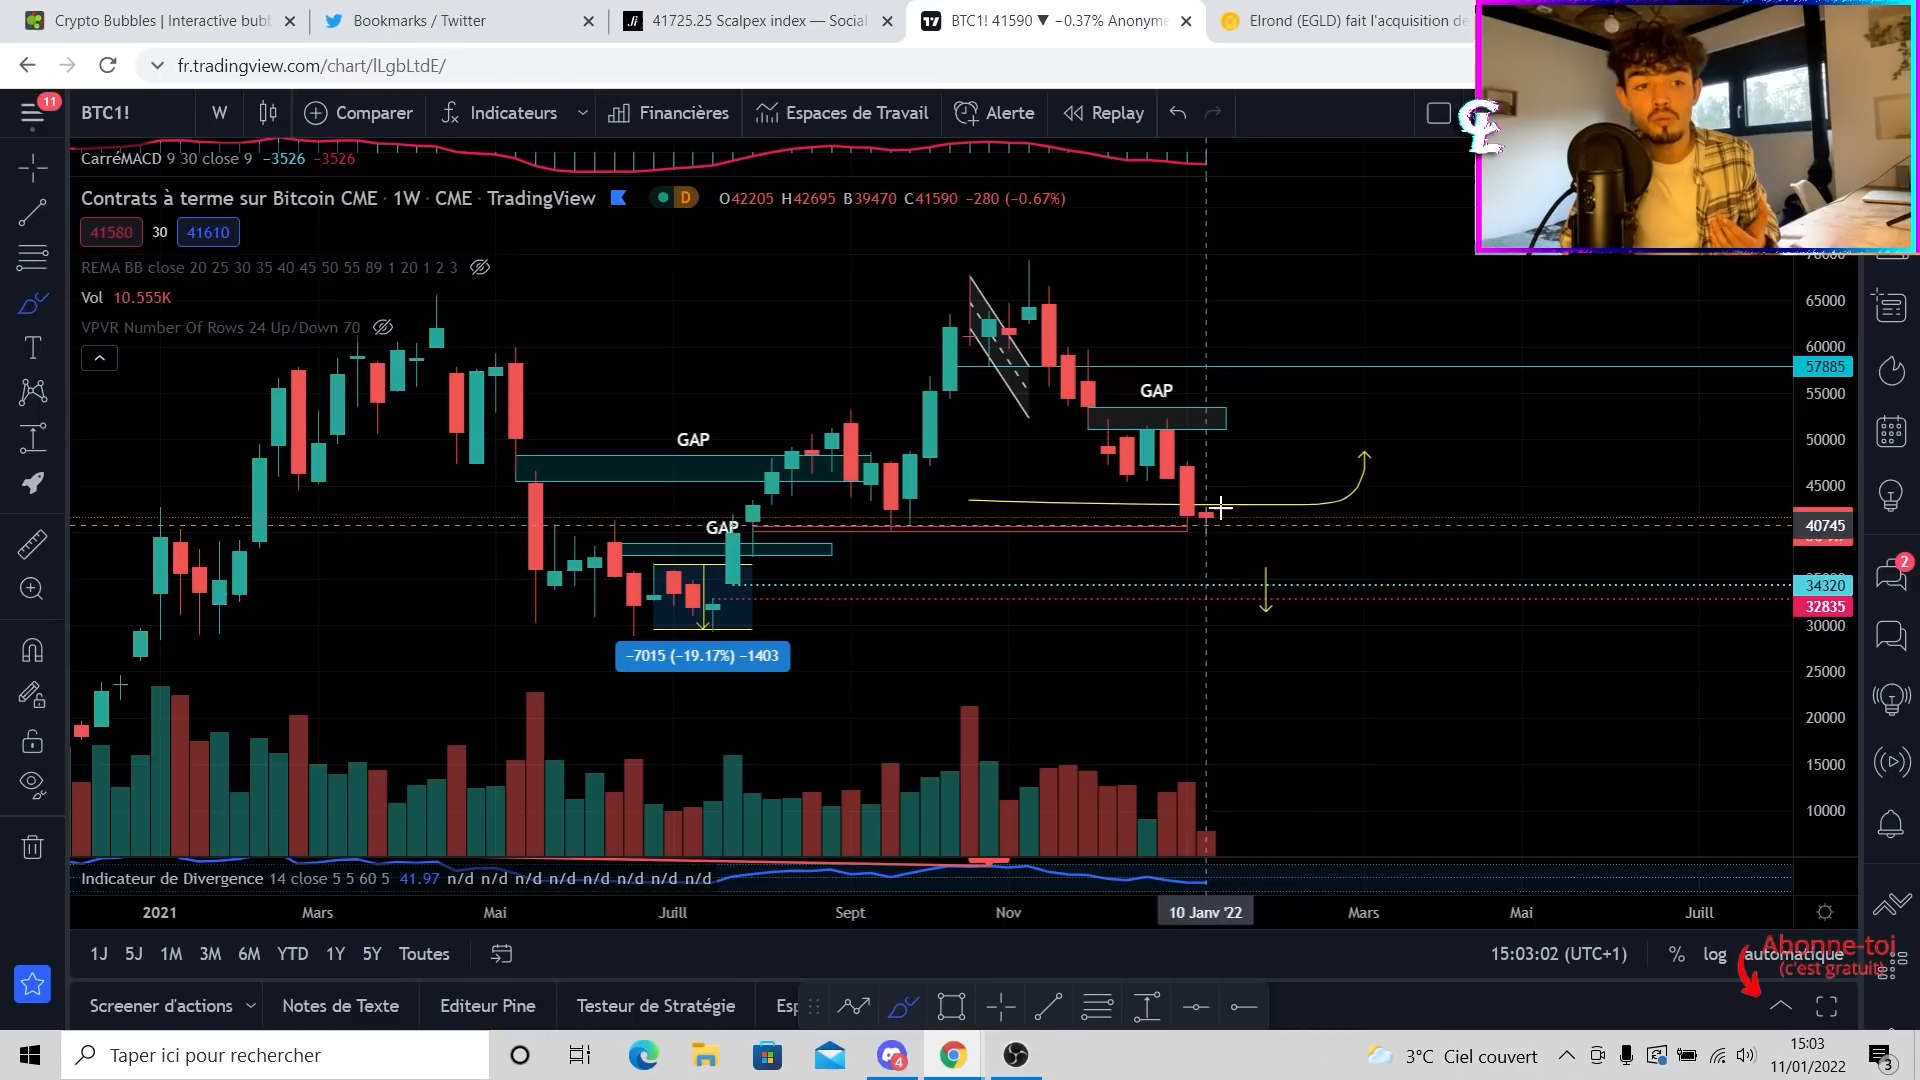 Crypto Bubbles | Interactive bubb
Bookmarks / Twitter
41725.25 Scalpex index — Social
BTC1! 41590 ▼ −0.37% Anonyme
Elrond (EGLD) fait l'acquisition de
fr.tradingview.com/chart/lLgbLtdE/
11
BTC1! W Comparer Indicateurs Financières Espaces de Travail Alerte Replay
CarréMACD 9 30 close 9 −3526 −3526
Contrats à terme sur Bitcoin CME · 1W · CME · TradingView D O42205 H42695 B39470 C41590 −280 (−0.67%)
41580 30 41610
REMA BB close 20 25 30 35 40 45 50 55 89 1 20 1 2 3
Vol 10.555K
VPVR Number Of Rows 24 Up/Down 70
65000
60000
57885
55000
50000
45000
40745
34320
32835
30000
25000
20000
15000
10000
GAP
GAP
GAP
−7015 (−19.17%) −1403
2
Indicateur de Divergence 14 close 5 5 60 5 41.97 n/d n/d n/d n/d n/d n/d n/d n/d
2021 Mars Mai Juill Sept Nov 10 Janv '22 Mars Mai Juill
1J 5J 1M 3M 6M YTD 1Y 5Y Toutes 15:03:02 (UTC+1) % log automatique
Abonne-toi
(c'est gratuit)
Screener d'actions Notes de Texte Editeur Pine Testeur de Stratégie Esp
Taper ici pour rechercher
4
3°C Ciel couvert
15:03
11/01/2022
3